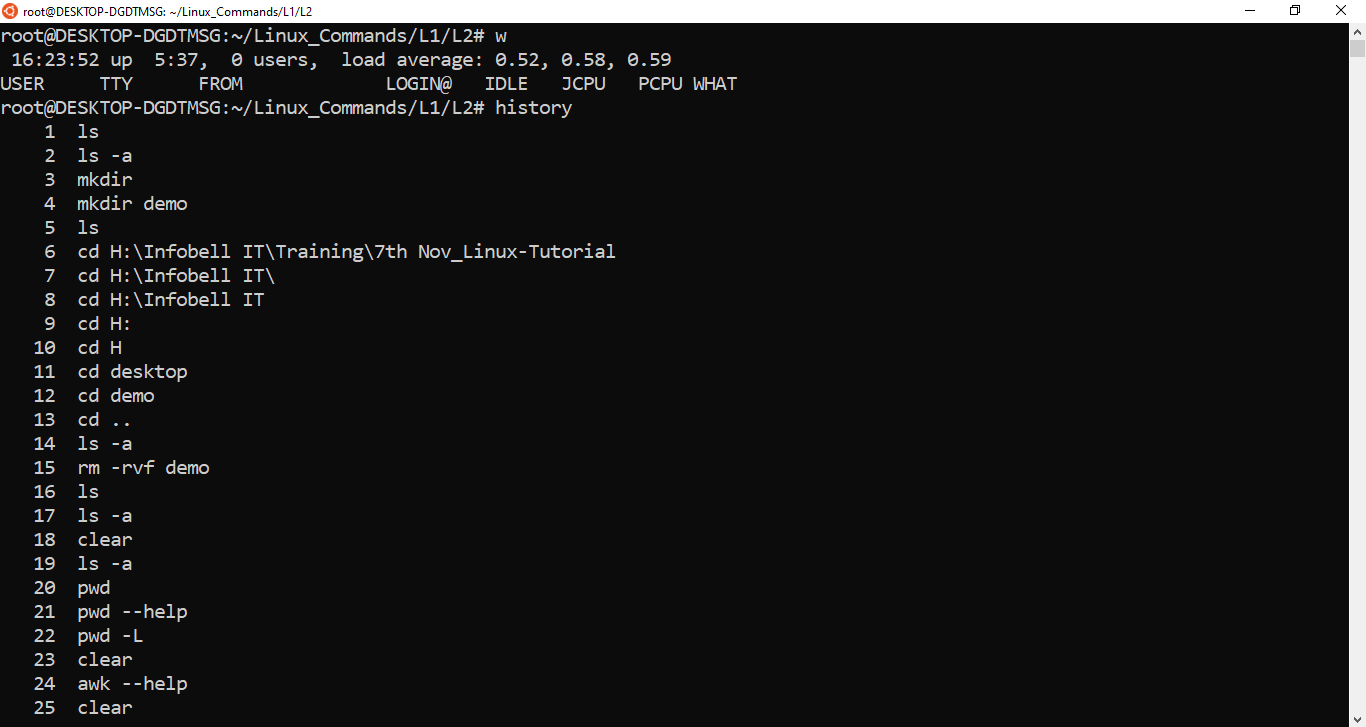 root@DESKTOP-DGDTMSG: ~/Linux_Commands/L1/L2
root@DESKTOP-DGDTMSG:~/Linux_Commands/L1/L2# w
 16:23:52 up  5:37,  0 users,  load average: 0.52, 0.58, 0.59
USER     TTY      FROM             LOGIN@   IDLE   JCPU   PCPU WHAT
root@DESKTOP-DGDTMSG:~/Linux_Commands/L1/L2# history
    1  ls
    2  ls -a
    3  mkdir
    4  mkdir demo
    5  ls
    6  cd H:\Infobell IT\Training\7th Nov_Linux-Tutorial
    7  cd H:\Infobell IT\
    8  cd H:\Infobell IT
    9  cd H:
   10  cd H
   11  cd desktop
   12  cd demo
   13  cd ..
   14  ls -a
   15  rm -rvf demo
   16  ls
   17  ls -a
   18  clear
   19  ls -a
   20  pwd
   21  pwd --help
   22  pwd -L
   23  clear
   24  awk --help
   25  clear